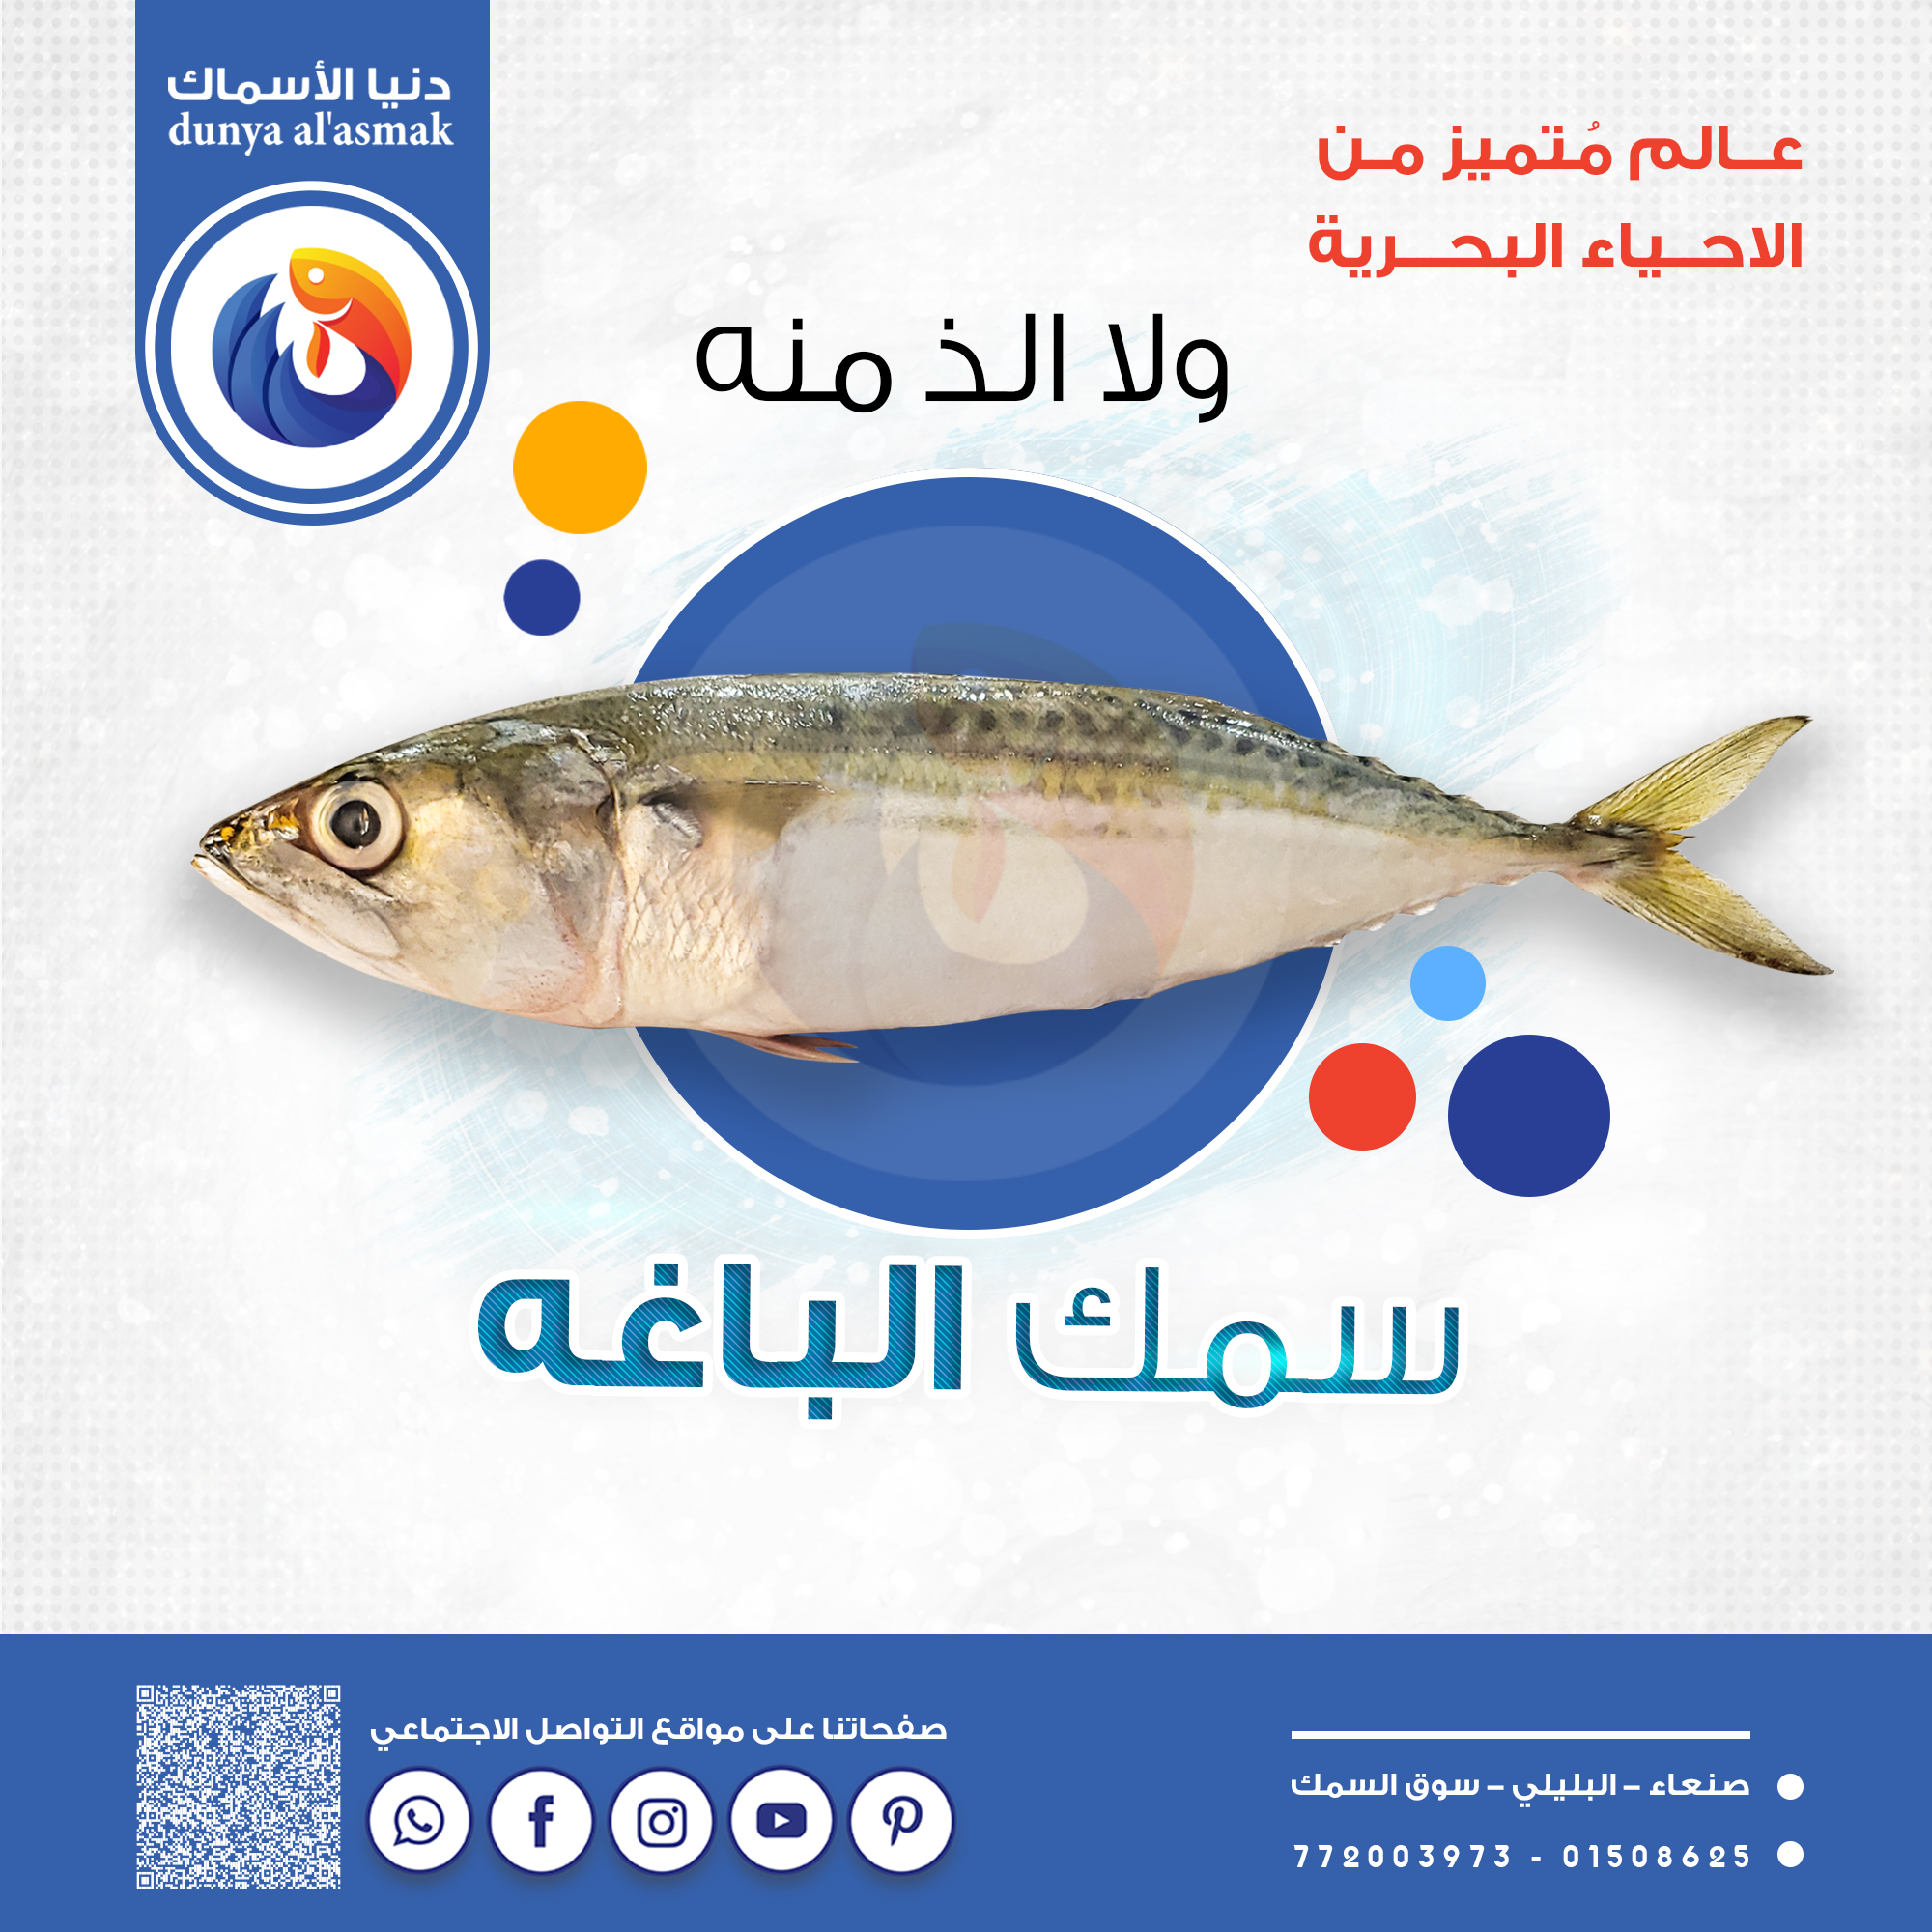 دنيا الأسماك
dunya al'asmak
عـالم مُتميز من
الاحـياء البحـرية
ولا الذ منه
سمك الباغه
صفحاتنا على مواقع التواصل الاجتماعي
صنعاء - البليلي - سوق السمك
772003973 - 01508625